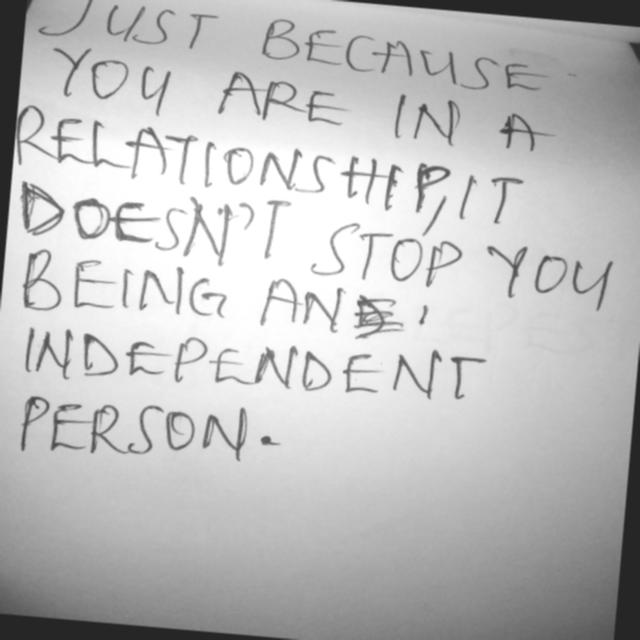 JUST BECAUSE
YOU ARE IN A
RELATIONSHIP, IT
DOESN'T STOP YOU
BEING AN
INDEPENDENT
PERSON.